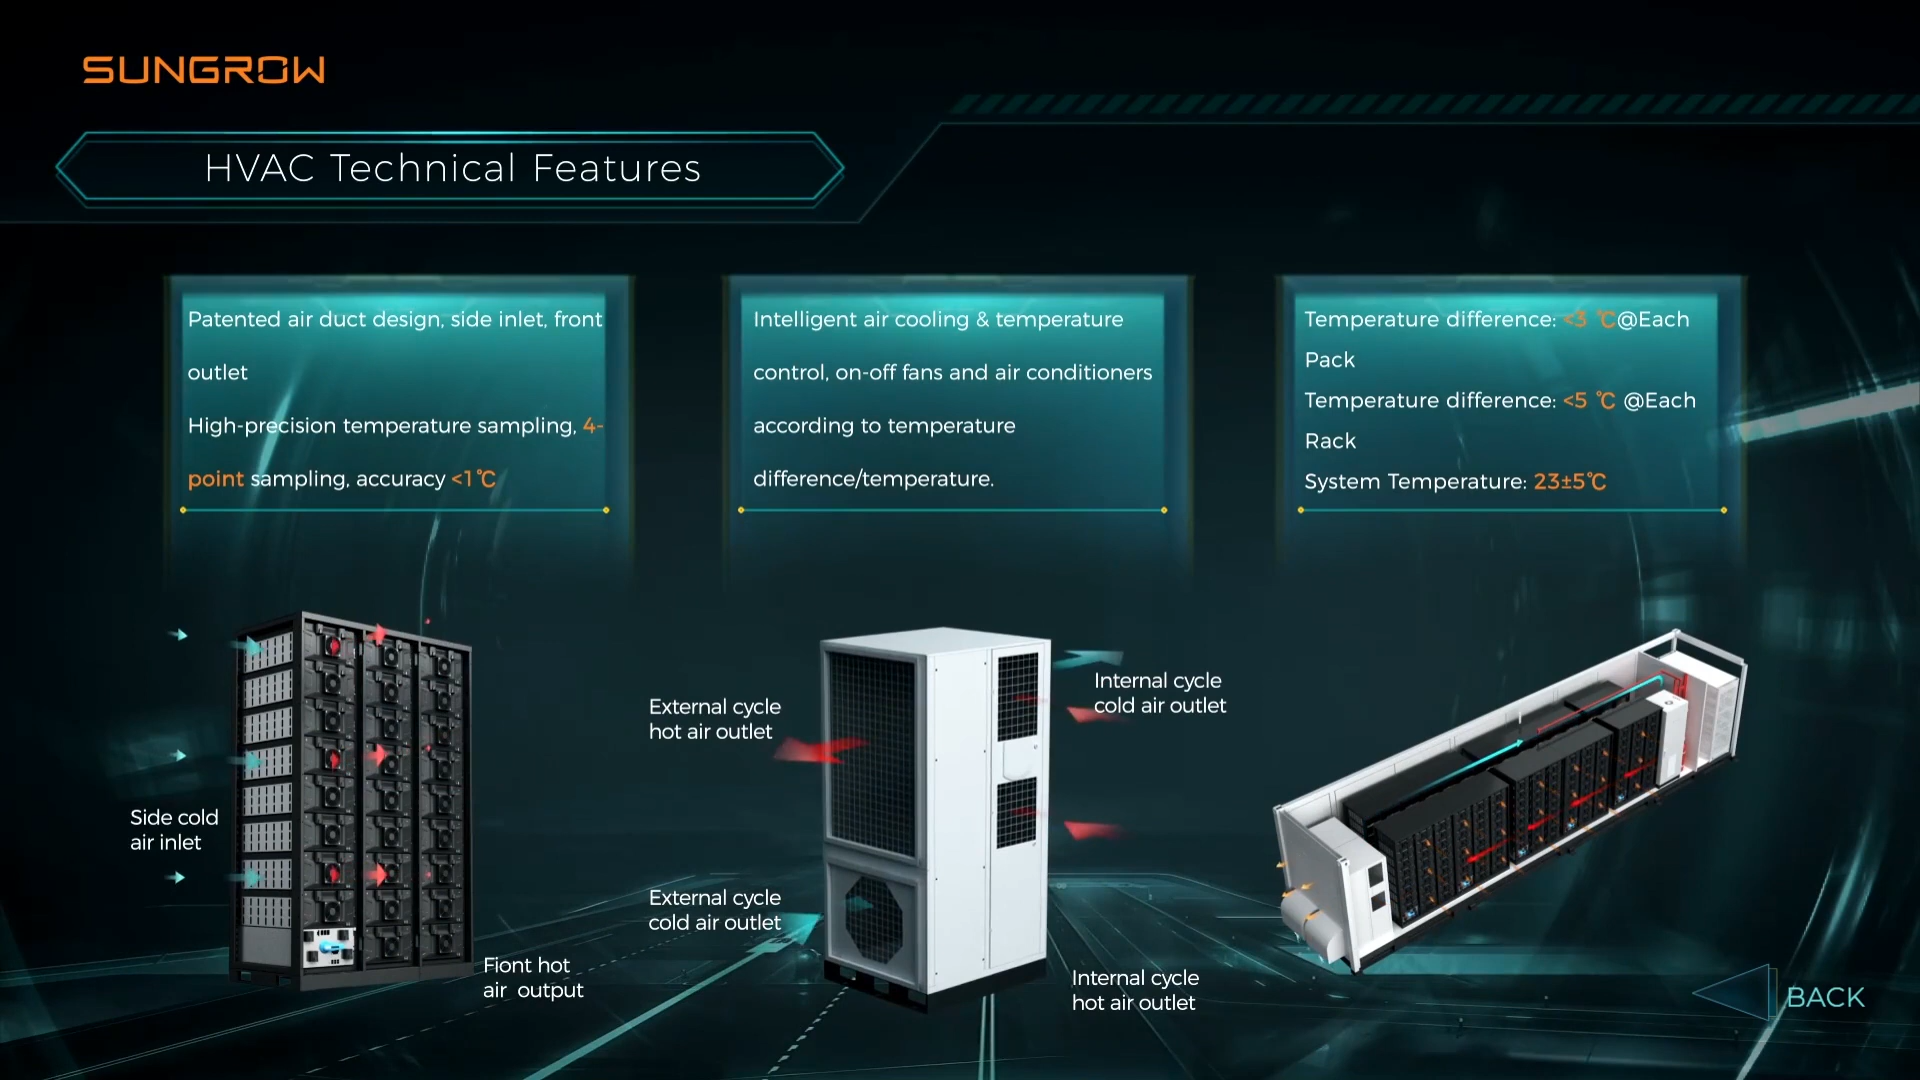 SUNGROW
HVAC Technical Features
Patented air duct design, side inlet, front
outlet
High-precision temperature sampling, 4-
point sampling, accuracy <1℃
Intelligent air cooling & temperature
control, on-off fans and air conditioners
according to temperature
difference/temperature.
Temperature difference: <3 ℃@Each
Pack
Temperature difference: <5 ℃ @Each
Rack
System Temperature: 23±5℃
Side cold
air inlet
Fiont hot
air output
External cycle
hot air outlet
External cycle
cold air outlet
Internal cycle
cold air outlet
Internal cycle
hot air outlet
BACK